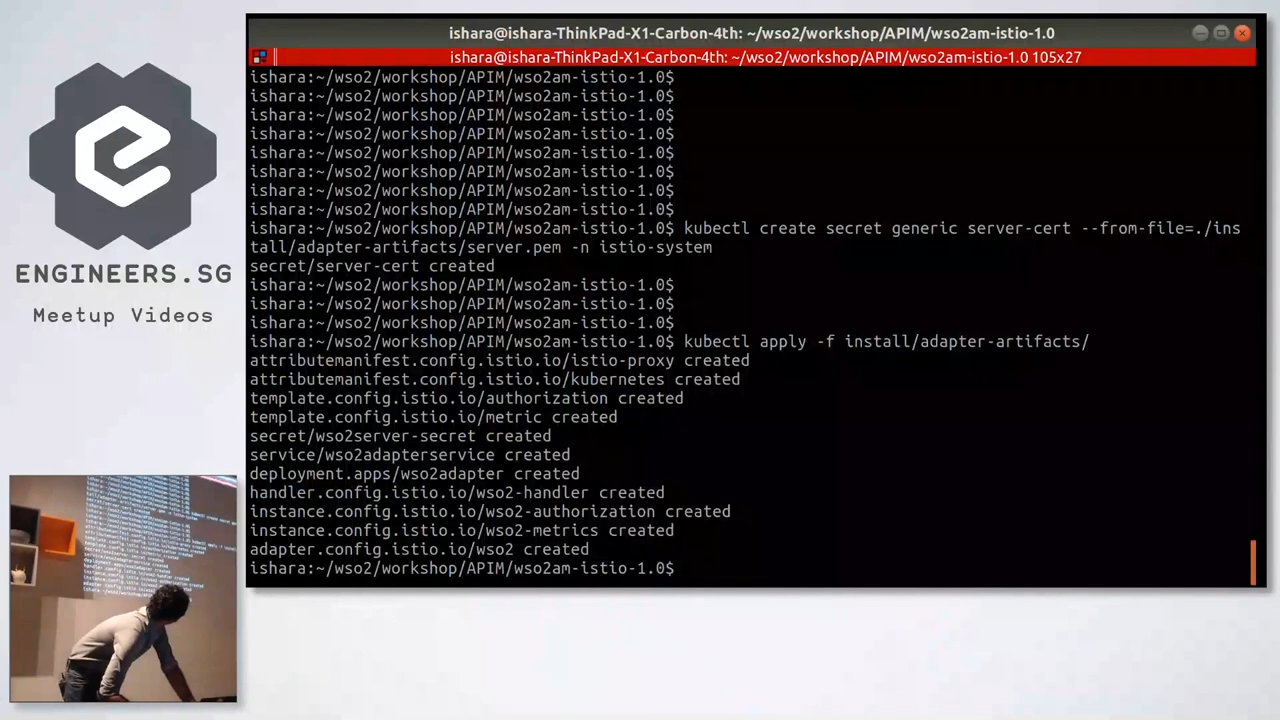 ENGINEERS.SG
Meetup Videos
ishara@ishara-ThinkPad-X1-Carbon-4th: ~/wso2/workshop/APIM/wso2am-istio-1.0
ishara@ishara-ThinkPad-X1-Carbon-4th: ~/wso2/workshop/APIM/wso2am-istio-1.0 105x27
ishara:~/wso2/workshop/APIM/wso2am-istio-1.0$
ishara:~/wso2/workshop/APIM/wso2am-istio-1.0$
ishara:~/wso2/workshop/APIM/wso2am-istio-1.0$
ishara:~/wso2/workshop/APIM/wso2am-istio-1.0$
ishara:~/wso2/workshop/APIM/wso2am-istio-1.0$
ishara:~/wso2/workshop/APIM/wso2am-istio-1.0$
ishara:~/wso2/workshop/APIM/wso2am-istio-1.0$
ishara:~/wso2/workshop/APIM/wso2am-istio-1.0$
ishara:~/wso2/workshop/APIM/wso2am-istio-1.0$ kubectl create secret generic server-cert --from-file=./ins
tall/adapter-artifacts/server.pem -n istio-system
secret/server-cert created
ishara:~/wso2/workshop/APIM/wso2am-istio-1.0$
ishara:~/wso2/workshop/APIM/wso2am-istio-1.0$
ishara:~/wso2/workshop/APIM/wso2am-istio-1.0$
ishara:~/wso2/workshop/APIM/wso2am-istio-1.0$ kubectl apply -f install/adapter-artifacts/
attributemanifest.config.istio.io/istio-proxy created
attributemanifest.config.istio.io/kubernetes created
template.config.istio.io/authorization created
template.config.istio.io/metric created
secret/wso2server-secret created
service/wso2adapterservice created
deployment.apps/wso2adapter created
handler.config.istio.io/wso2-handler created
instance.config.istio.io/wso2-authorization created
instance.config.istio.io/wso2-metrics created
adapter.config.istio.io/wso2 created
ishara:~/wso2/workshop/APIM/wso2am-istio-1.0$